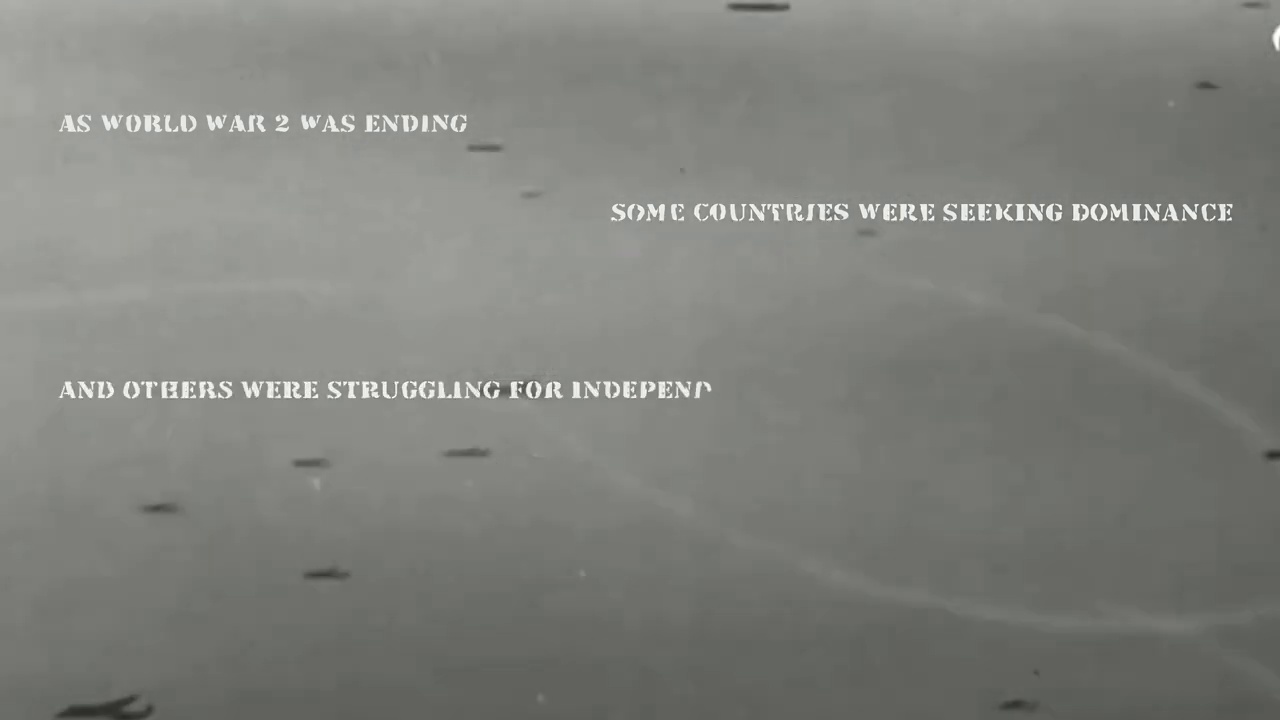 AS WORLD WAR 2 WAS ENDING
SOME COUNTRIES WERE SEEKING DOMINANCE
AND OTHERS WERE STRUGGLING FOR INDEPEN